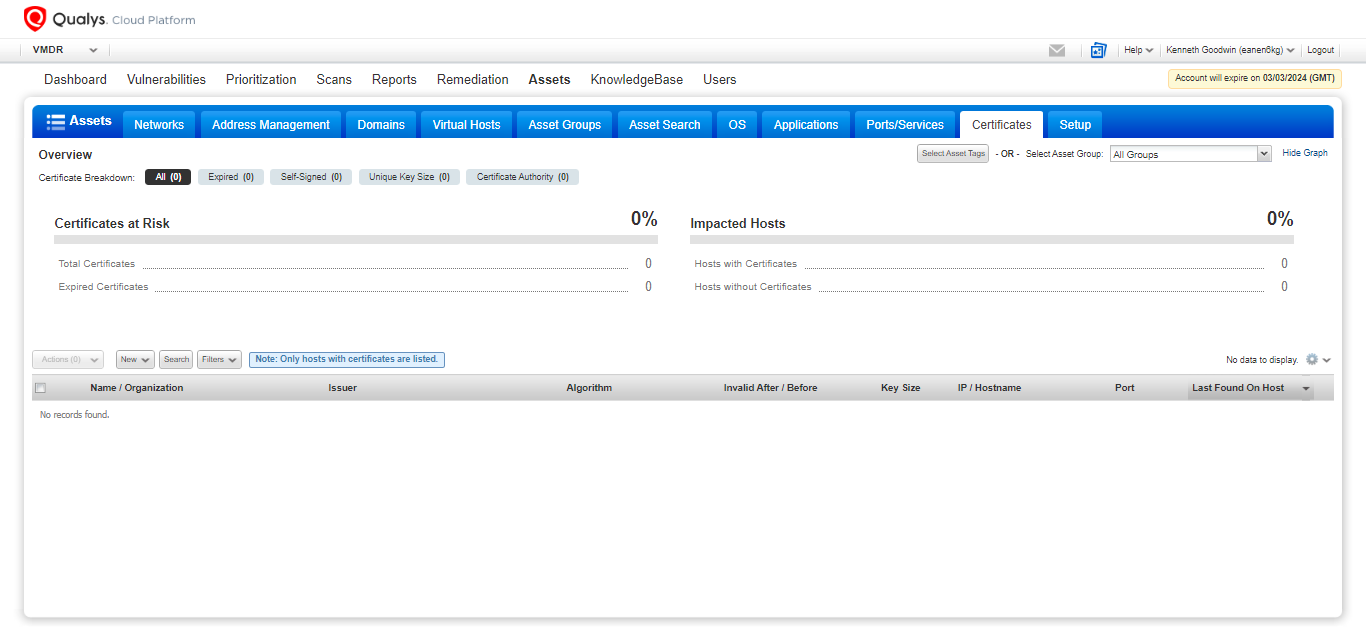 Qualys. Cloud Platform
VMDR
Help
Kenneth Goodwin (eanen6kg)
Logout
Dashboard Vulnerabilities Prioritization Scans Reports Remediation Assets KnowledgeBase Users
Account will expire on 03/03/2024 (GMT)
Assets Networks Address Management Domains Virtual Hosts Asset Groups Asset Search OS Applications Ports/Services Certificates Setup
Overview
Select Asset Tags - OR - Select Asset Group: All Groups Hide Graph
Certificate Breakdown: All (0) Expired (0) Self-Signed (0) Unique Key Size (0) Certificate Authority (0)
Certificates at Risk 0%
Total Certificates 0
Expired Certificates 0
Impacted Hosts 0%
Hosts with Certificates 0
Hosts without Certificates 0
Actions (0) New Search Filters Note: Only hosts with certificates are listed. No data to display.
Name / Organization Issuer Algorithm Invalid After / Before Key Size IP / Hostname Port Last Found On Host
No records found.